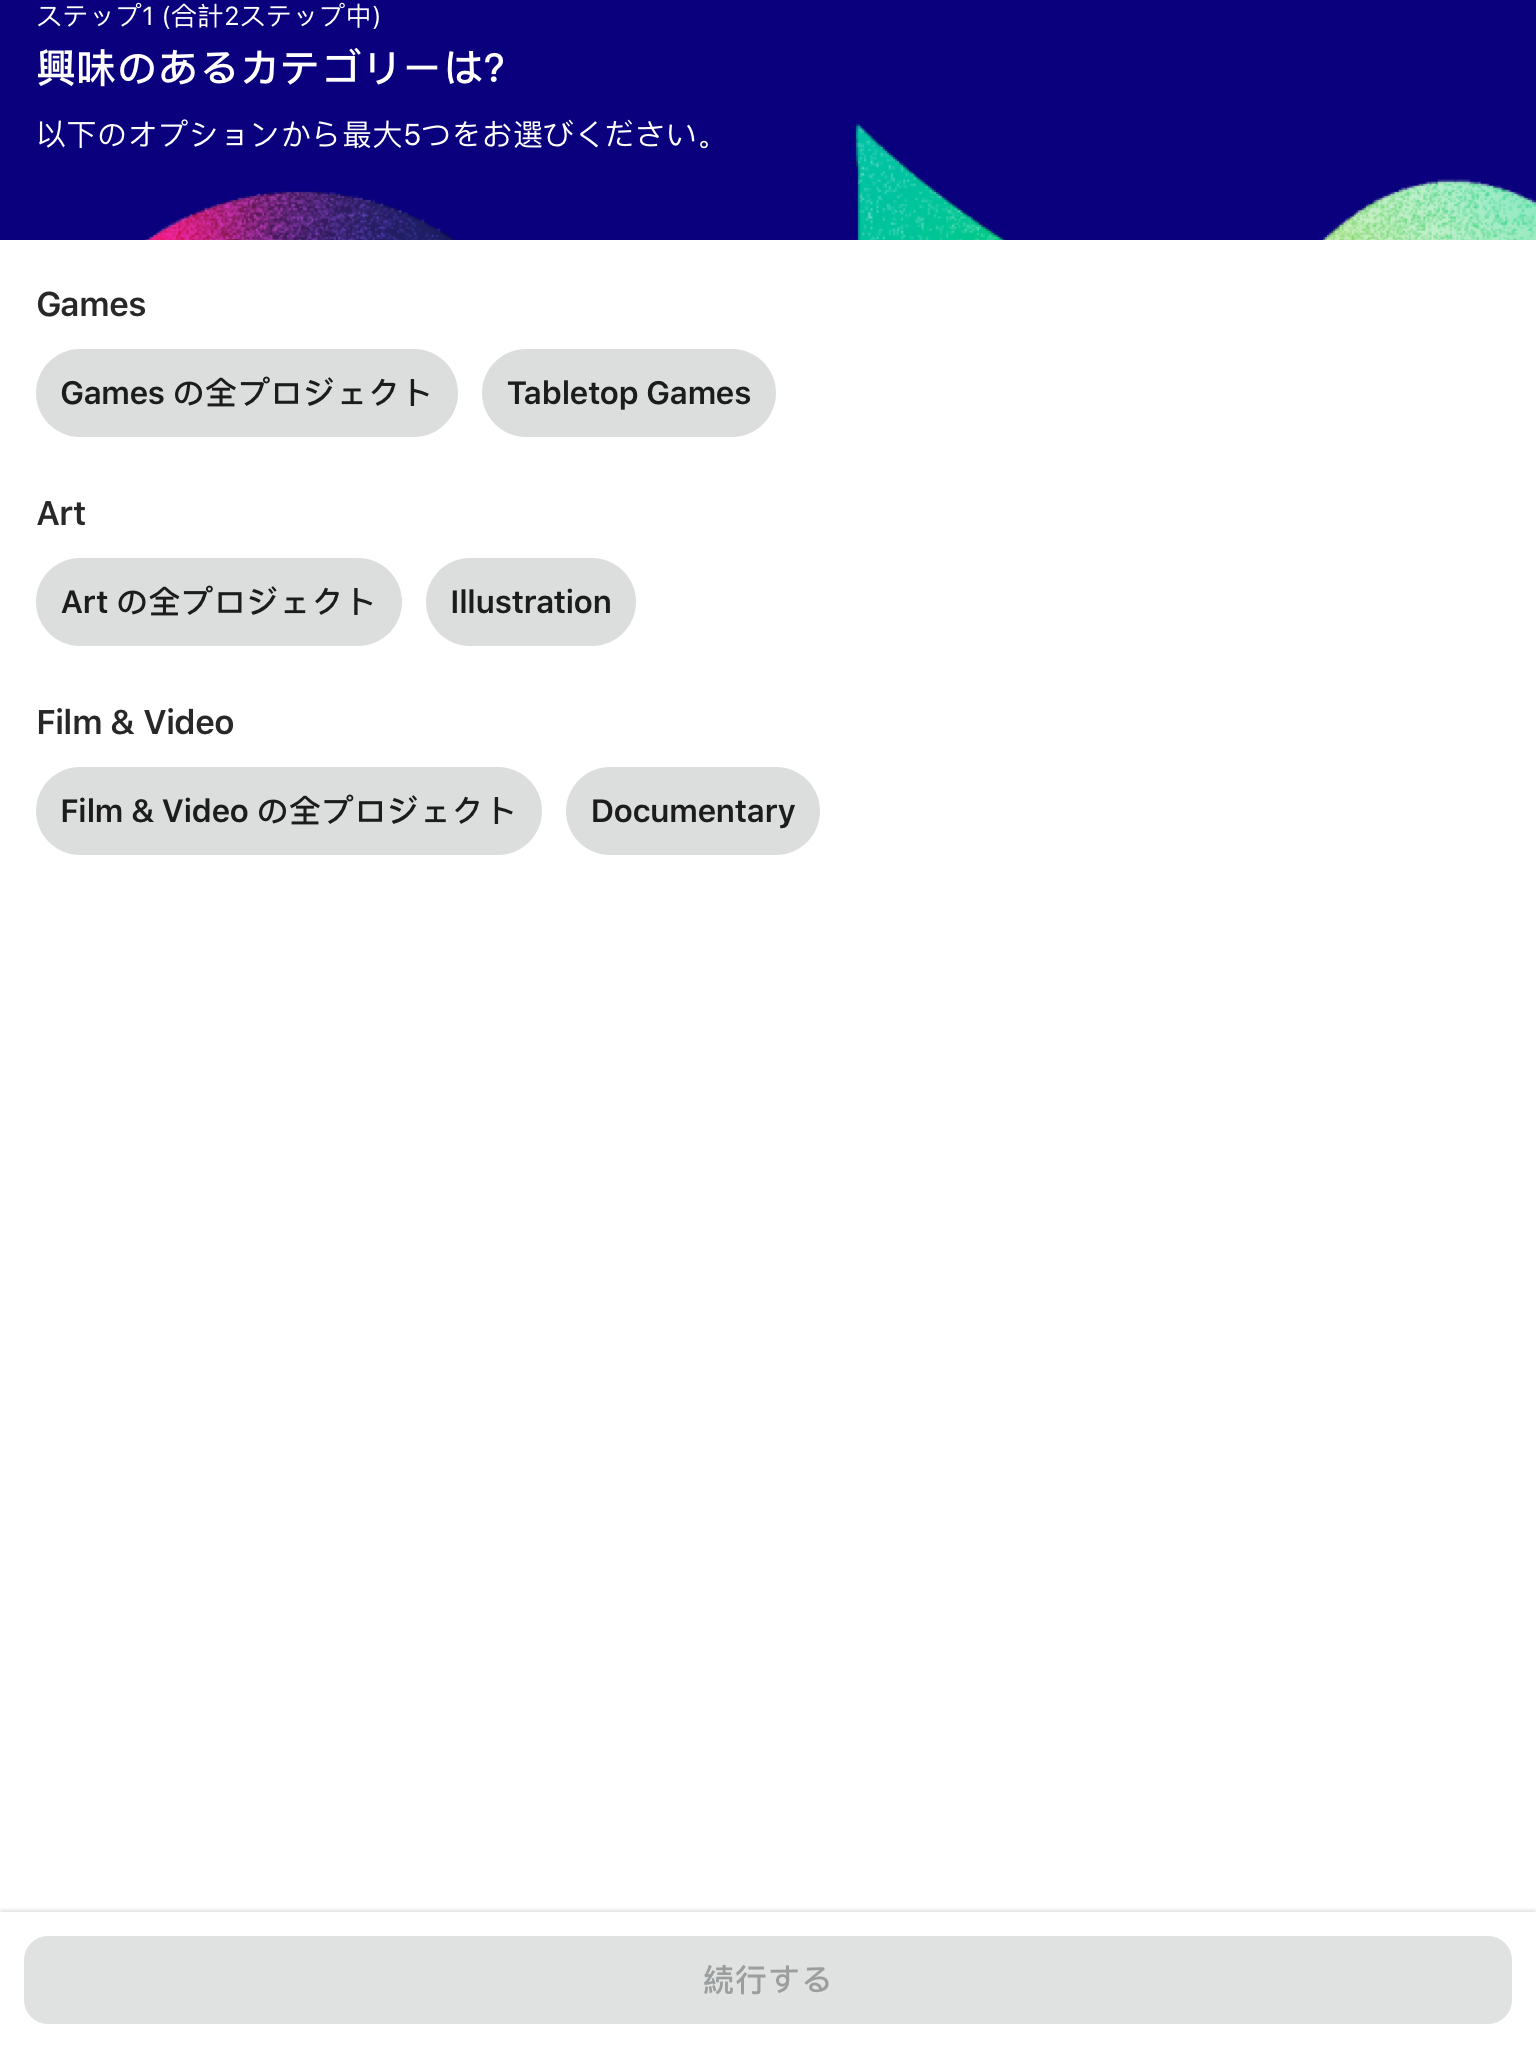 ステップ1 (合計2ステップ中)
興味のあるカテゴリーは?
以下のオプションから最大5つをお選びください。
Games
Games の全プロジェクト
Tabletop Games
Art
Art の全プロジェクト
Illustration
Film & Video
Film & Video の全プロジェクト
Documentary
続行する